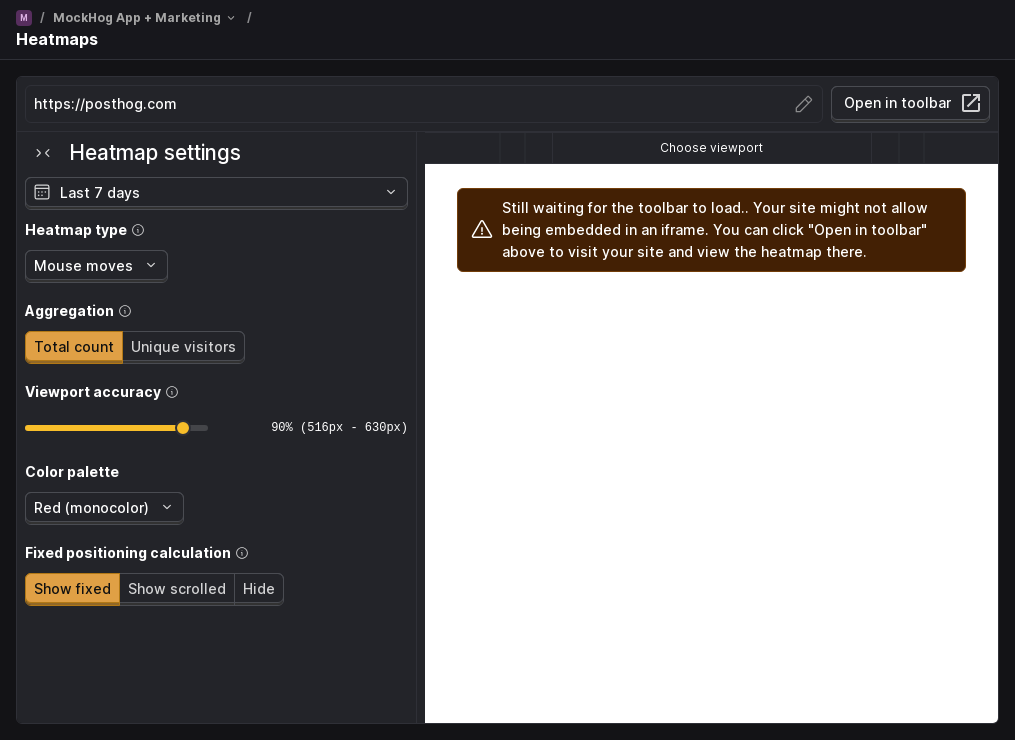 M / MockHog App + Marketing /
Heatmaps
https://posthog.com
Open in toolbar
Heatmap settings
Choose viewport
Last 7 days
Still waiting for the toolbar to load.. Your site might not allow
being embedded in an iframe. You can click "Open in toolbar"
above to visit your site and view the heatmap there.
Heatmap type
Mouse moves
Aggregation
Total count Unique visitors
Viewport accuracy
90% (516px - 630px)
Color palette
Red (monocolor)
Fixed positioning calculation
Show fixed Show scrolled Hide